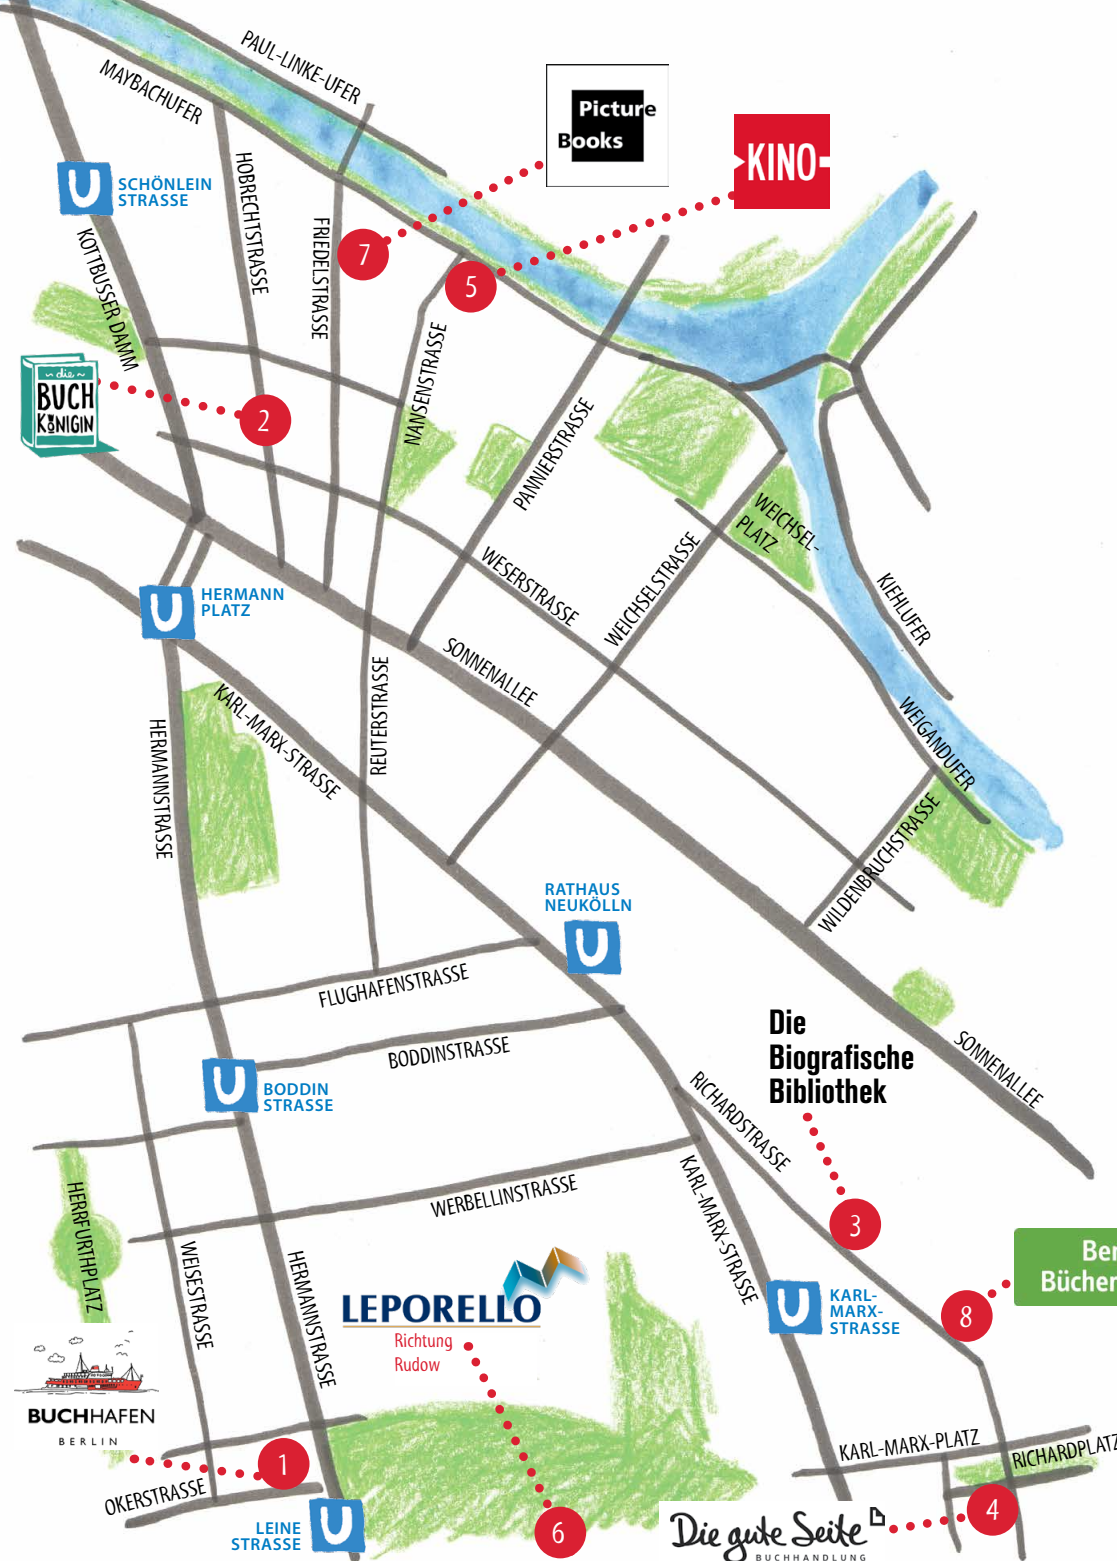 PAUL-LINKE-UFER
MAYBACHUFER
Picture
Books
KINO
SCHÖNLEIN
STRASSE
HOBRECHTSTRASSE
FRIEDELSTRASSE
7
5
KOTTBUSSER DAMM
NANSENSTRASSE
die
BUCH
KÖNIGIN
2
PANNIERSTRASSE
WEICHSEL-
PLATZ
WESERSTRASSE
WEICHSELSTRASSE
KIEHLUFER
U
HERMANN
PLATZ
U
SONNENALLEE
REUTERSTRASSE
KARL-MARX-STRASSE
HERMANNSTRASSE
WEIGANDUFER
WILDENBRUCHSTRASSE
RATHAUS
NEUKÖLLN
U
FLUGHAFENSTRASSE
BODDINSTRASSE
U
BODDIN
STRASSE
Die
Biografische
Bibliothek
SONNENALLEE
RICHARDSTRASSE
WERBELLINSTRASSE
KARL-MARX-STRASSE
HERRFURTHPLATZ
WEISESTRASSE
HERMANNSTRASSE
3
LEPORELLO
Richtung
Rudow
Ber
Bücher
8
U
KARL-
MARX-
STRASSE
BUCHHAFEN
BERLIN
KARL-MARX-PLATZ
RICHARDPLATZ
1
OKERSTRASSE
LEINE
STRASSE
U
6
Die gute Seite
BUCHHANDLUNG
4